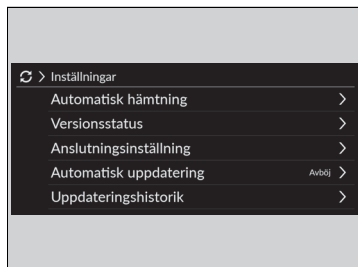 Inställningar
Automatisk hämtning
Versionsstatus
Anslutningsinställning
Automatisk uppdatering Avböj
Uppdateringshistorik